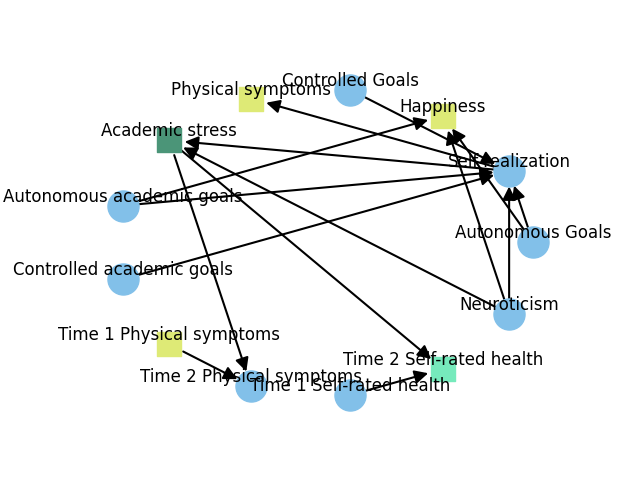 Controlled Goals
Physical symptoms
Happiness
Academic stress
Self-realization
Autonomous academic goals
Autonomous Goals
Controlled academic goals
Neuroticism
Time 1 Physical symptoms
Time 2 Self-rated health
Time 2 Physical symptoms
Time 1 Self-rated health